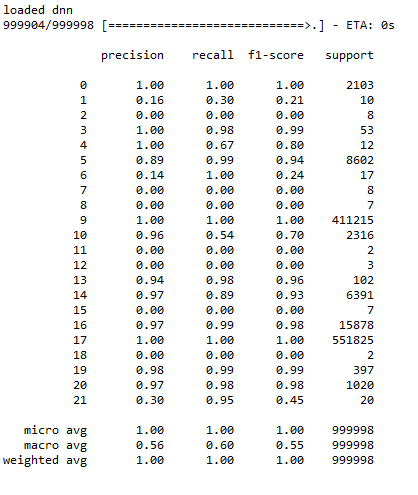 loaded dnn
999904/999998 [============================>.] - ETA: 0s
precision recall f1-score support
0 1.00 1.00 1.00 2103
1 0.16 0.30 0.21 10
2 0.00 0.00 0.00 8
3 1.00 0.98 0.99 53
4 1.00 0.67 0.80 12
5 0.89 0.99 0.94 8602
6 0.14 1.00 0.24 17
7 0.00 0.00 0.00 8
8 0.00 0.00 0.00 7
9 1.00 1.00 1.00 411215
10 0.96 0.54 0.70 2316
11 0.00 0.00 0.00 2
12 0.00 0.00 0.00 3
13 0.94 0.98 0.96 102
14 0.97 0.89 0.93 6391
15 0.00 0.00 0.00 7
16 0.97 0.99 0.98 15878
17 1.00 1.00 1.00 551825
18 0.00 0.00 0.00 2
19 0.98 0.99 0.99 397
20 0.97 0.98 0.98 1020
21 0.30 0.95 0.45 20
micro avg 1.00 1.00 1.00 999998
macro avg 0.56 0.60 0.55 999998
weighted avg 1.00 1.00 1.00 999998